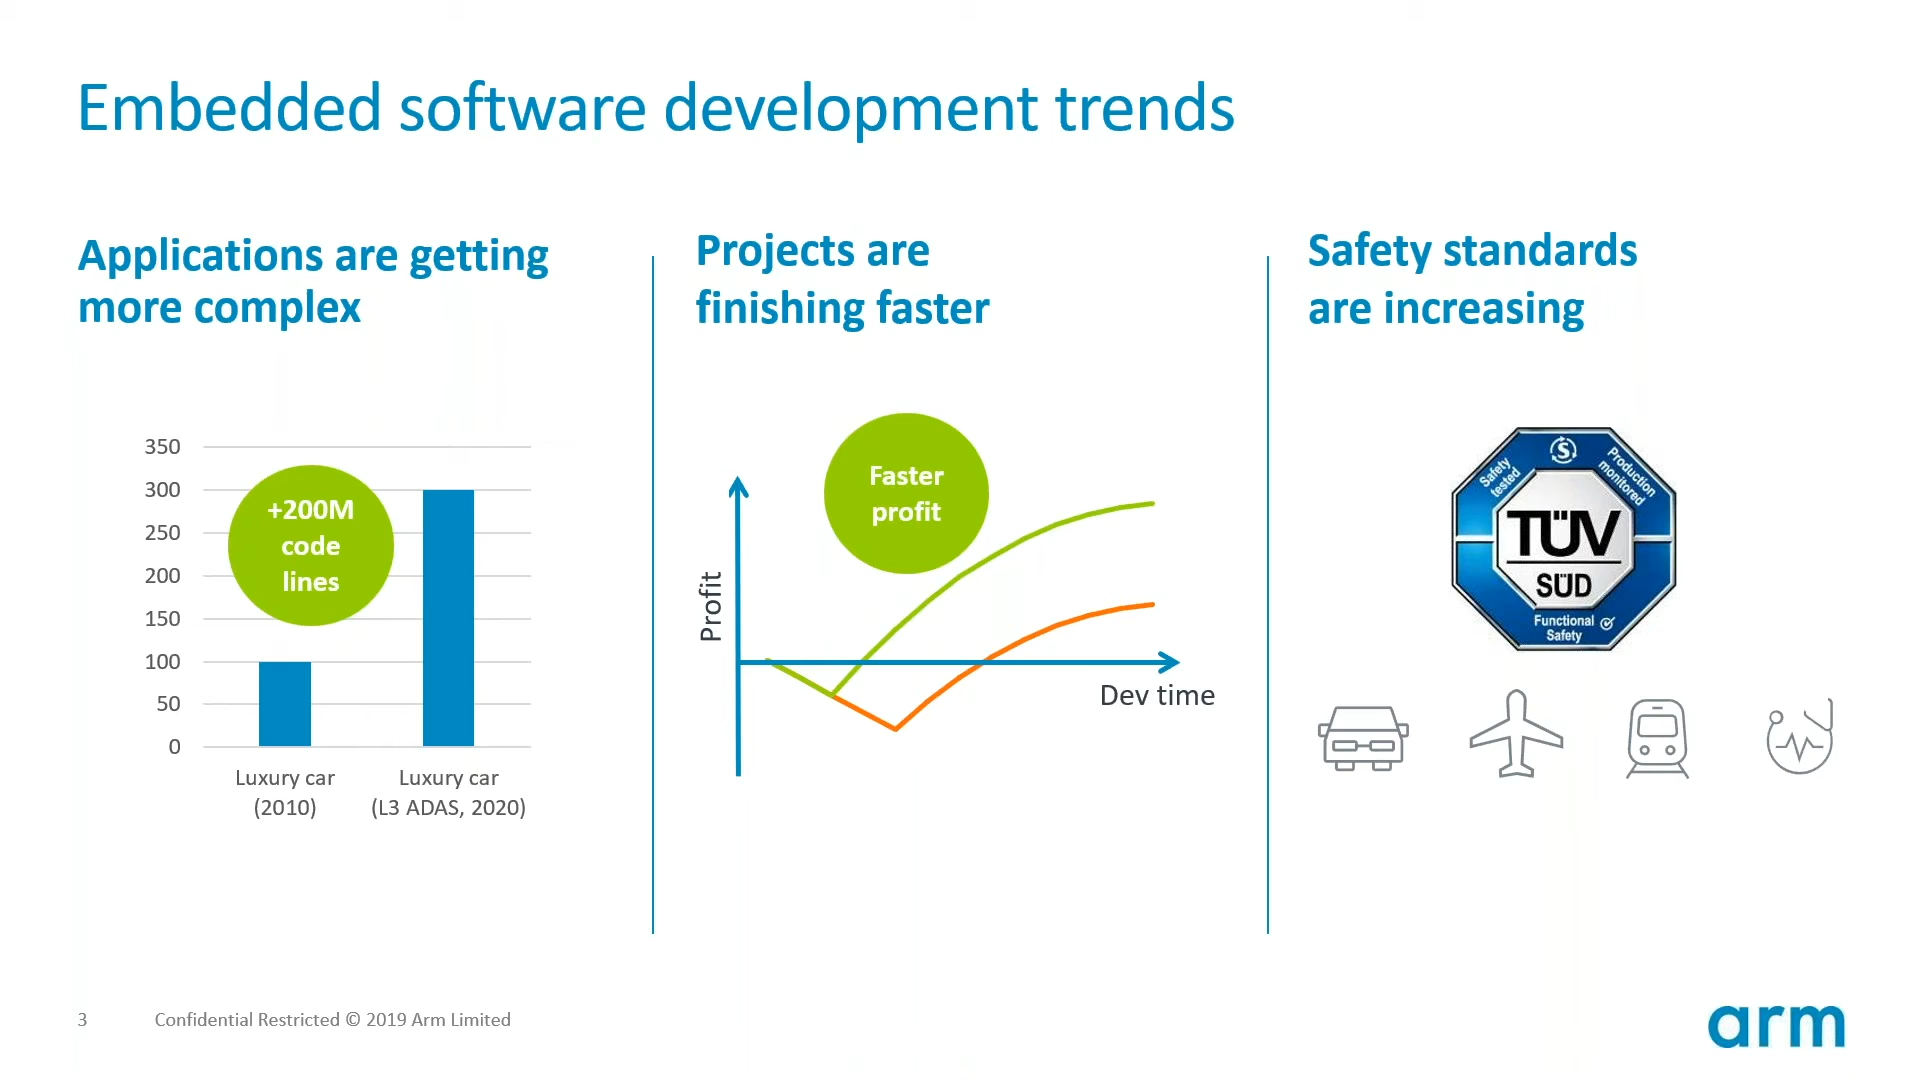 Embedded software development trends
Applications are getting
more complex
350
300
250
200
150
100
50
0
+200M
code
lines
Luxury car
(2010)
Luxury car
(L3 ADAS, 2020)
Projects are
finishing faster
Faster
profit
Profit
Dev time
Safety standards
are increasing
Safety
tested
S
Production
monitored
TÜV
SÜD
Functional
Safety
3
Confidential Restricted © 2019 Arm Limited
arm